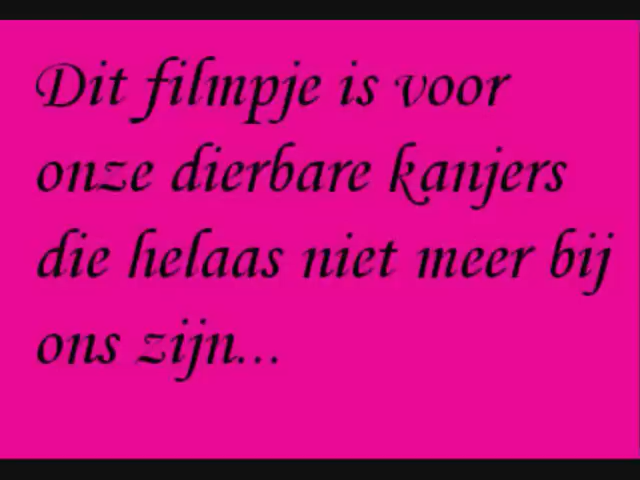 Dit filmpje is voor
onze dierbare kanjers
die helaas niet meer bij
ons zijn...